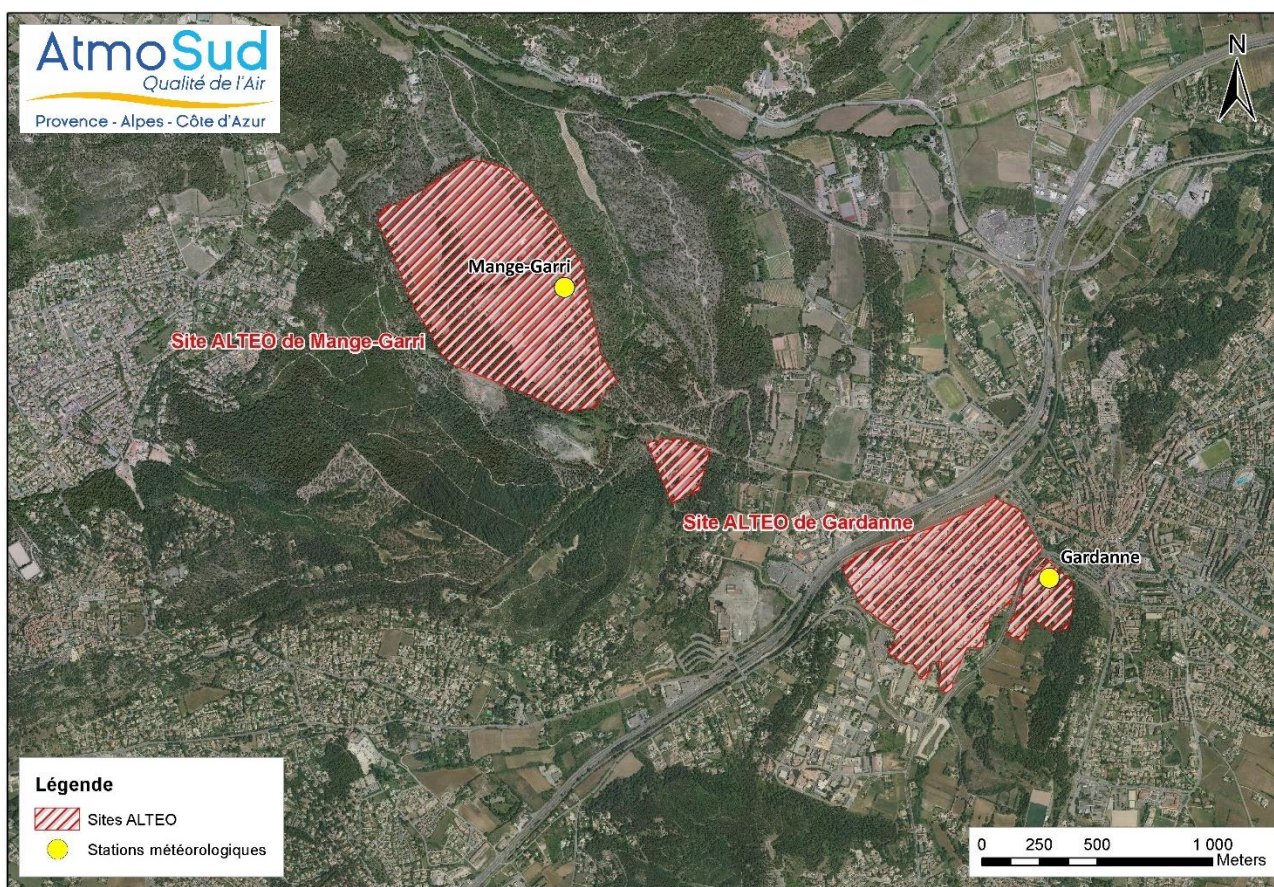 AtmoSud
Qualité de l'Air
Provence - Alpes - Côte d'Azur
N
Mange-Garri
Site ALTEO de Mange-Garri
Site ALTEO de Gardanne
Gardanne
Légende
Sites ALTEO
Stations météorologiques
0 250 500 1 000
Meters